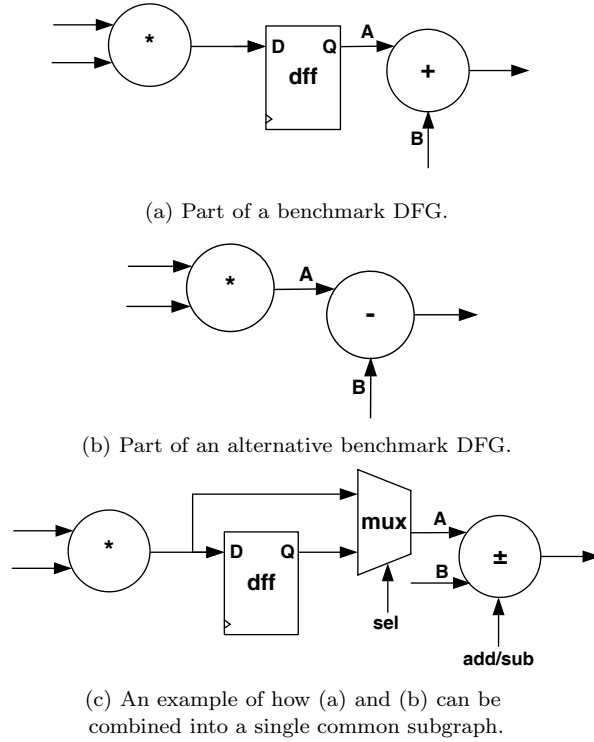 *
D Q
dff
A
+
B
(a) Part of a benchmark DFG.
*
A
-
B
(b) Part of an alternative benchmark DFG.
*
D Q
dff
mux
A
B
±
sel
add/sub
(c) An example of how (a) and (b) can be
combined into a single common subgraph.